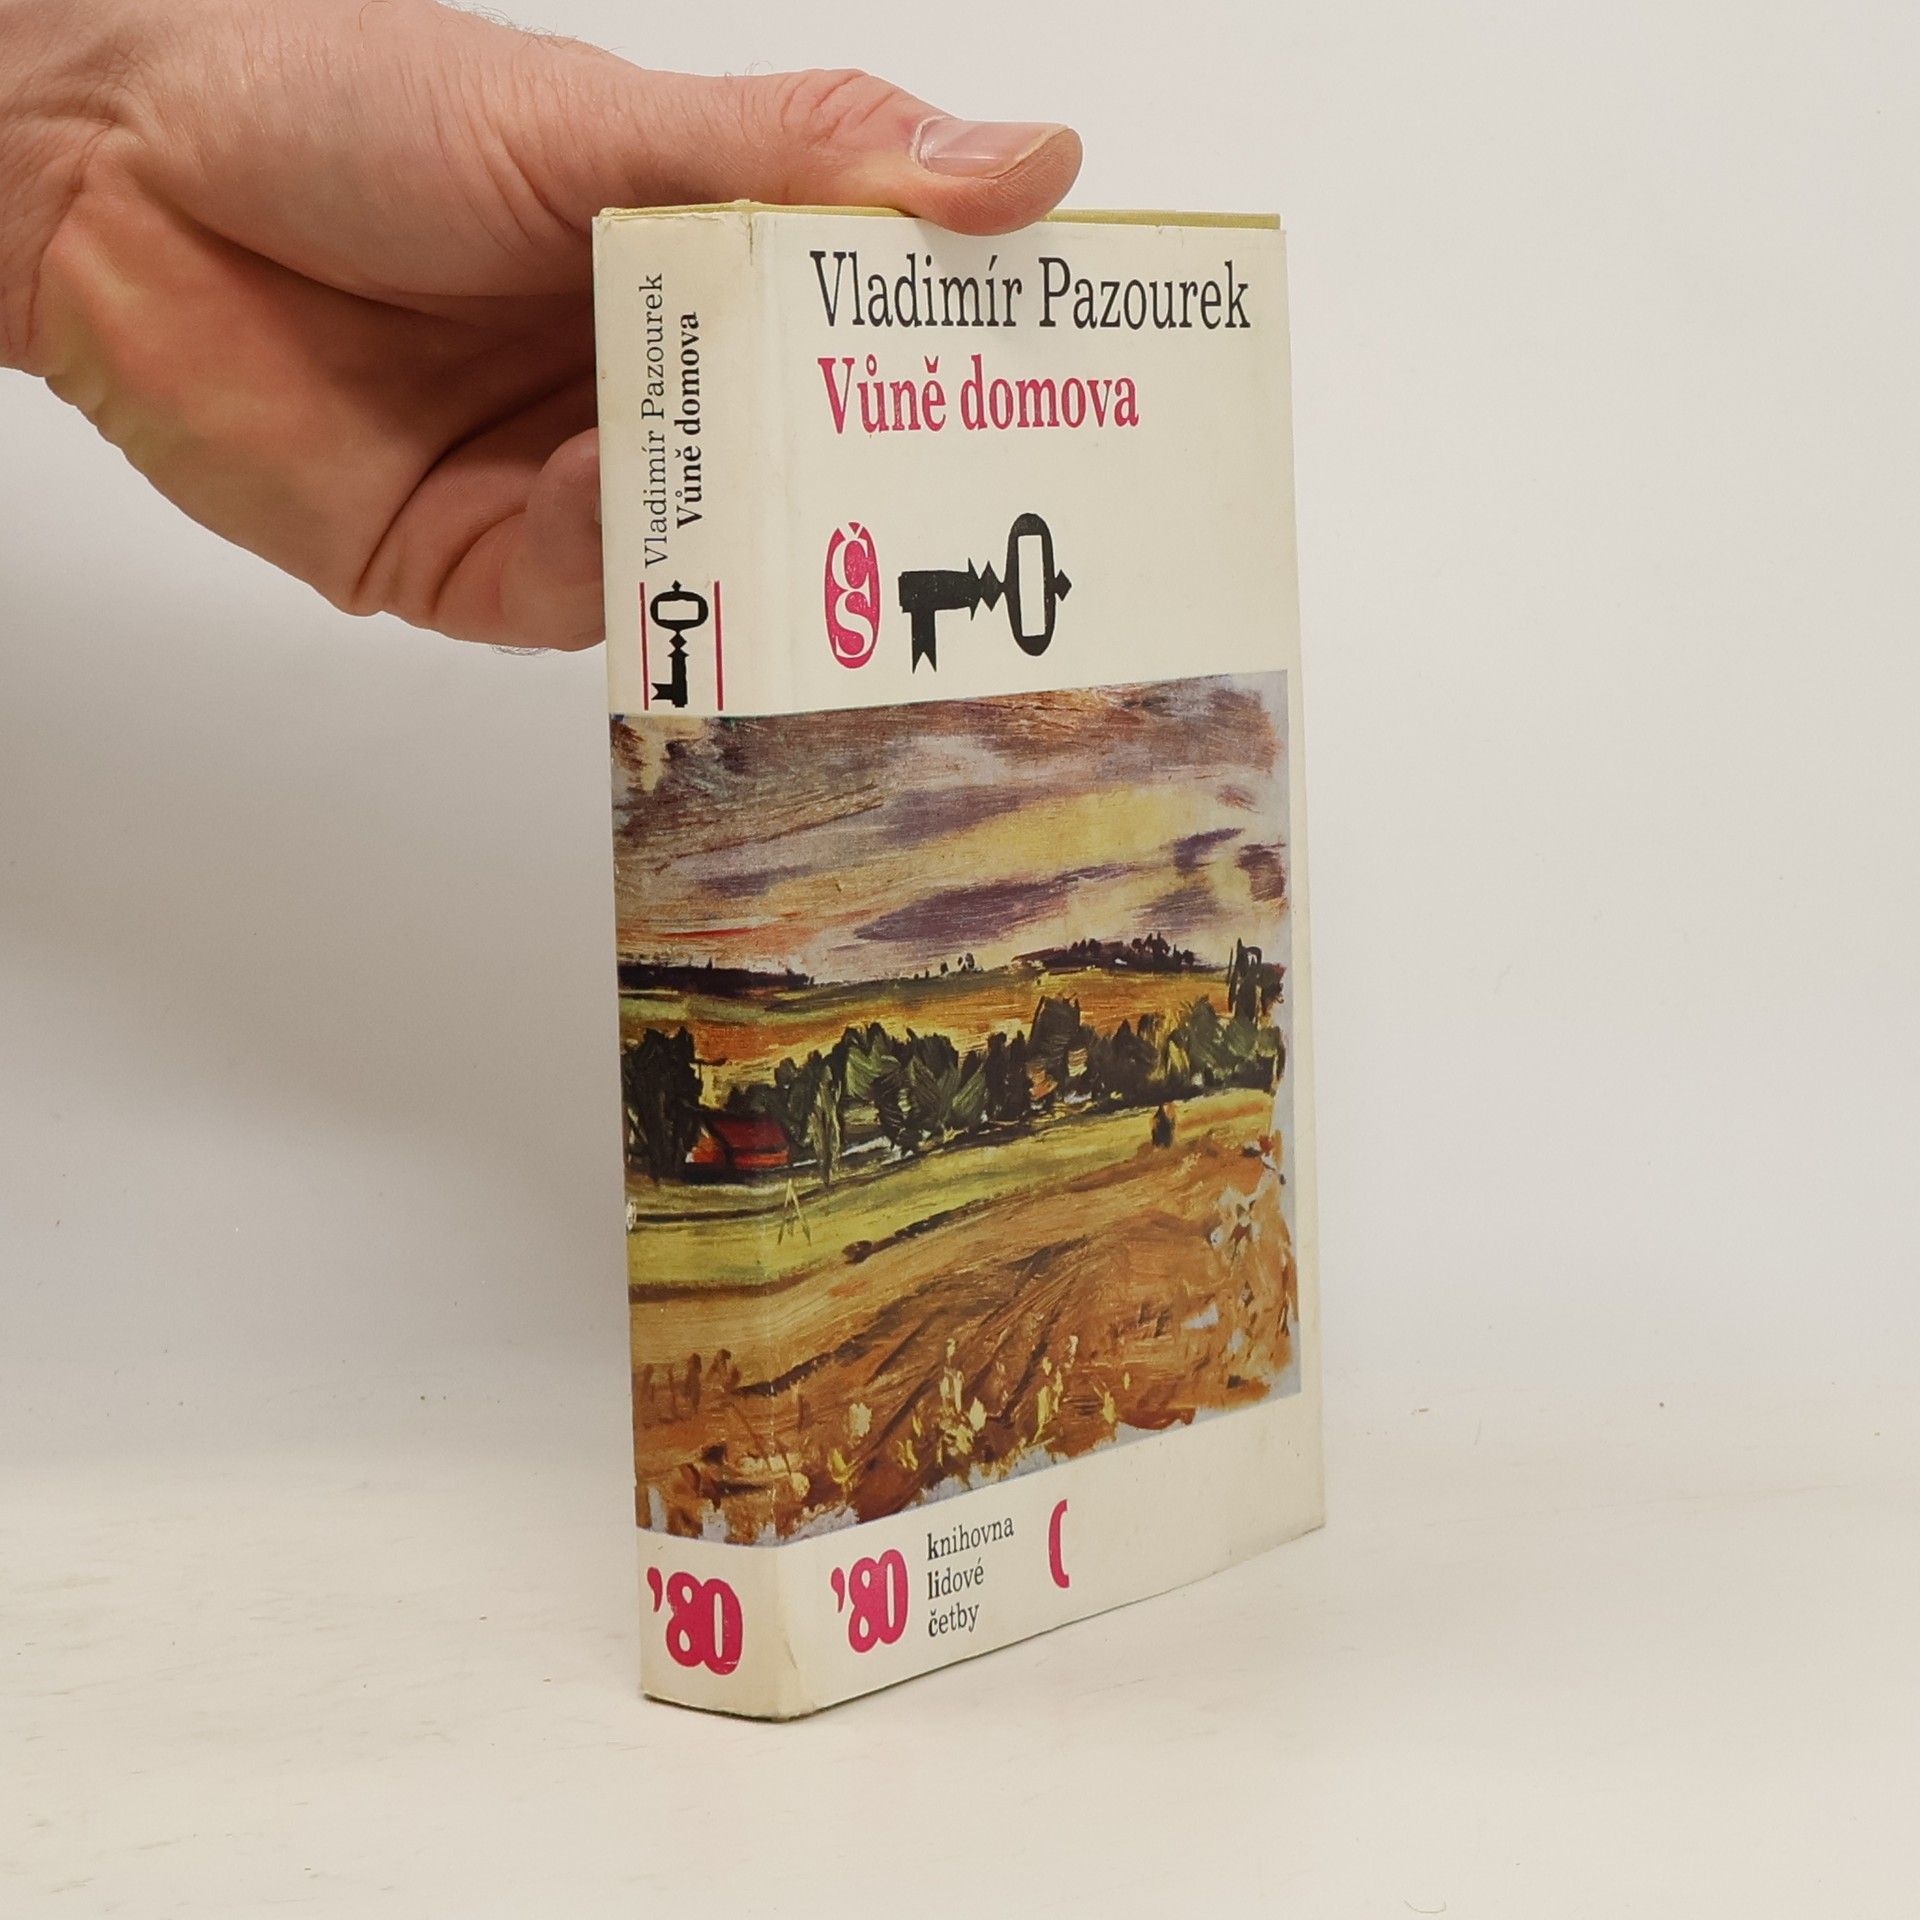 Vladimír Pazourek
Vůně domova
Vladimír Pazourek
Vůně domova
ČS
'80
'80
knihovna
lidové
četby